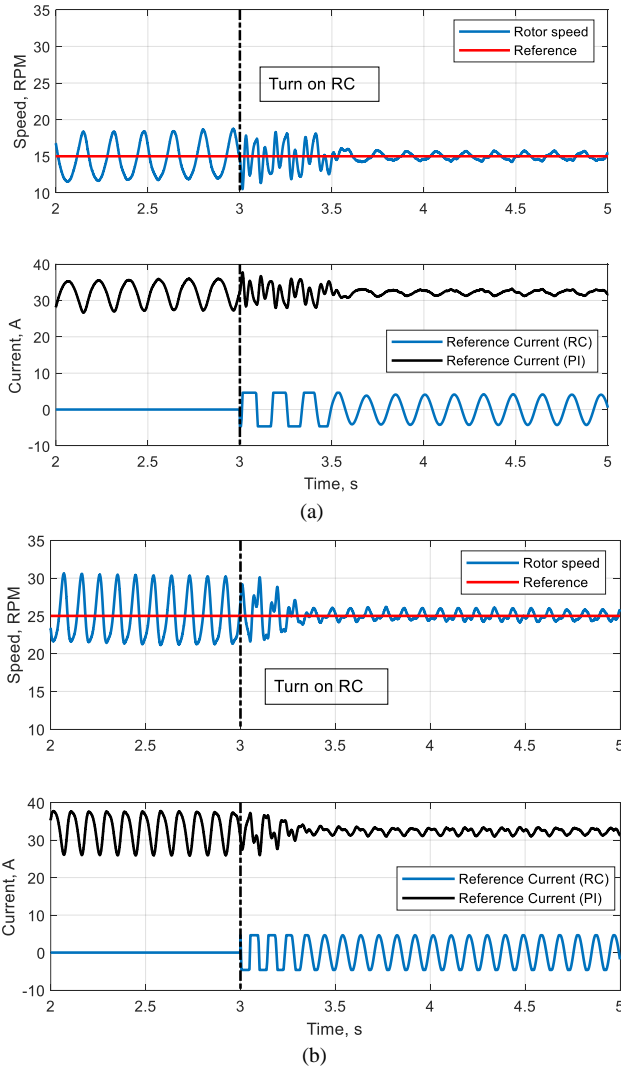 35
30
25
20
15
10
Speed, RPM
Rotor speed
Reference
Turn on RC
2
2.5
3
3.5
4
4.5
5
40
30
20
10
0
-10
Current, A
Reference Current (RC)
Reference Current (PI)
2
2.5
3
3.5
4
4.5
5
Time, s
(a)
35
30
25
20
15
10
Speed, RPM
Rotor speed
Reference
Turn on RC
2
2.5
3
3.5
4
4.5
5
40
30
20
10
0
-10
Current, A
Reference Current (RC)
Reference Current (PI)
2
2.5
3
3.5
4
4.5
5
Time, s
(b)